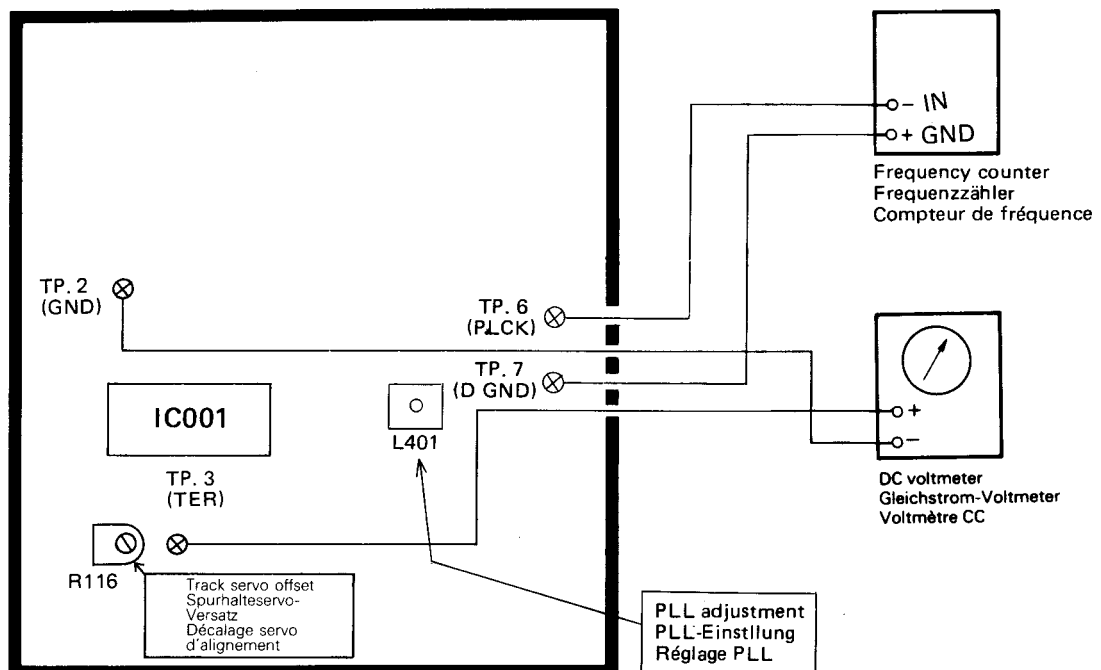 – IN
+ GND
Frequency counter
Frequenzzähler
Compteur de fréquence
TP. 2
(GND)
TP. 6
(PLCK)
TP. 7
(D GND)
IC001
L401
+
–
DC voltmeter
Gleichstrom-Voltmeter
Voltmètre CC
TP. 3
(TER)
R116
Track servo offset
Spurhalteservo-
Versatz
Décalage servo
d'alignement
PLL adjustment
PLL-Einstllung
Réglage PLL